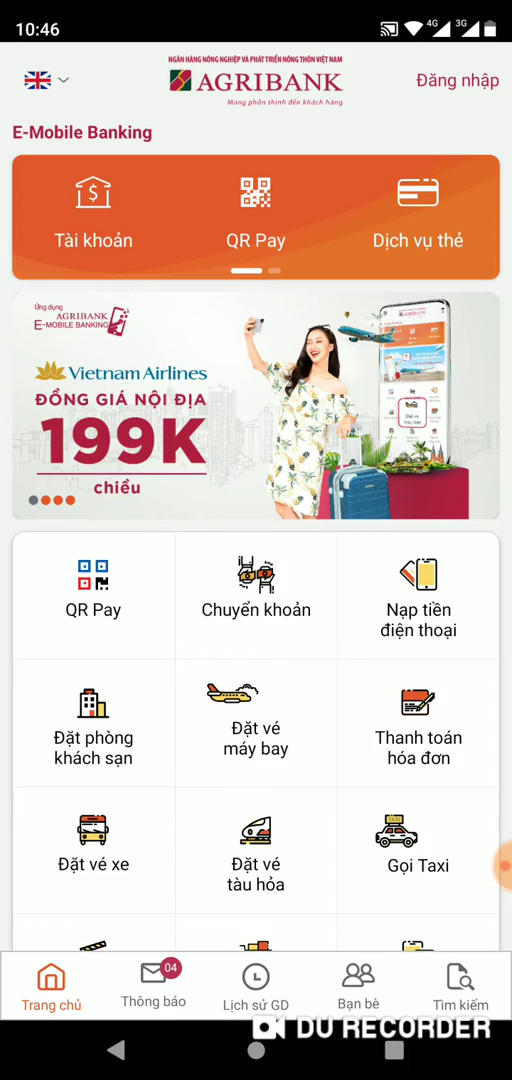 10:46
4G
3G
NGÂN HÀNG NÔNG NGHIỆP VÀ PHÁT TRIỂN NÔNG THÔN VIỆT NAM
AGRIBANK
Mang phồn thịnh đến khách hàng
Đăng nhập
E-Mobile Banking
Tài khoản
QR Pay
Dịch vụ thẻ
Ứng dụng
AGRIBANK
E-MOBILE BANKING
Vietnam Airlines
ĐỒNG GIÁ NỘI ĐỊA
199K
chiều
QR Pay
Chuyển khoản
Nạp tiền
điện thoại
Đặt phòng
khách sạn
Đặt vé
máy bay
Thanh toán
hóa đơn
Đặt vé xe
Đặt vé
tàu hỏa
TAXI
Gọi Taxi
Trang chủ
04
Thông báo
Lịch sử GD
Bạn bè
Tìm kiếm
DU RECORDER